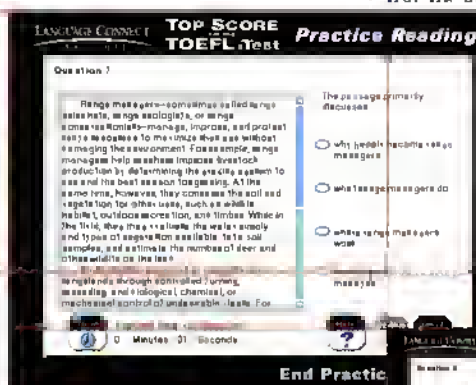 LANGUAGE CONNECT
TOP SCORE
TOEFL Test
Practice Reading
Question 7
Range managers—sometimes called range
scientists, range ecologists, or range
conservationists—manage, improve, and protect
range resources to maximize their use without
damaging the environment. For example, range
managers help ranchers improve livestock
production by determining the grazing system to
use and the best season for grazing. At the
same time, however, they conserve the soil and
vegetation for other uses, such as wildlife
habitat, outdoor recreation, and timber. While in
the field, they may evaluate the water supply
and types of vegetation available, test soil
and estimate the numbers of deer and
other wildlife on the land.
rangelands through controlled burning,
reseeding, and biological, chemical, or
mechanical control of undesirable plants. For
The passage primarily
discusses
why people become range
managers
what range managers do
where range managers
work
0 Minutes 01 Seconds
?
End Practic